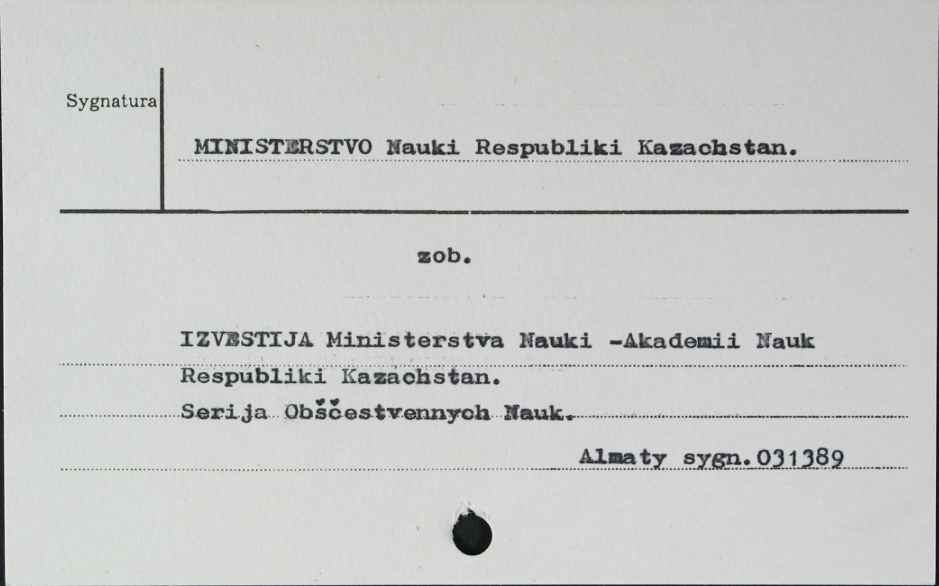 Sygnatura
MINISTERSTVO Nauki Respubliki Kazachstan.
zob.
IZVESTIJA Ministerstva Nauki -Akademii Nauk
Respubliki Kazachstan.
Serija Obščestvennych Nauk.
Almaty sygn.031389